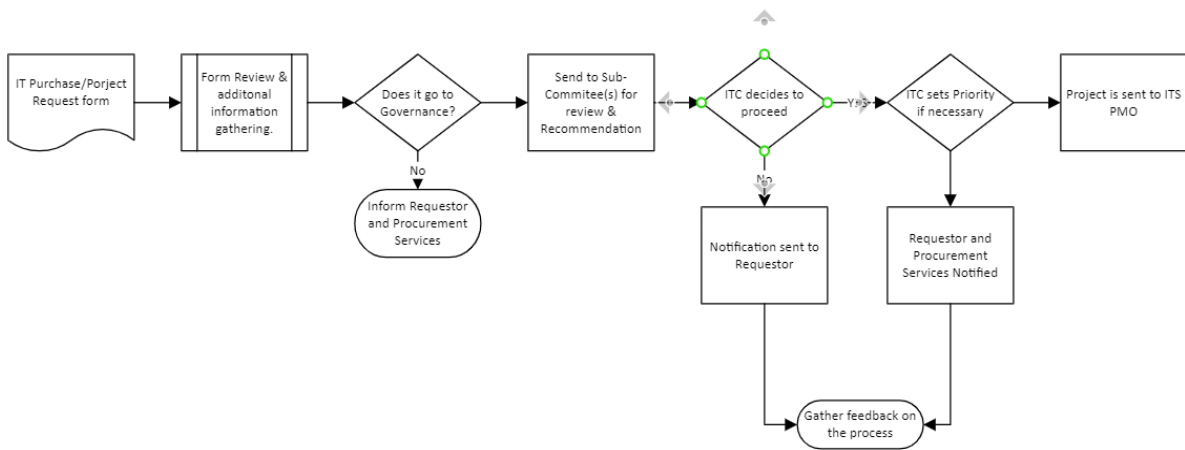 IT Purchase/Porject
Request form
Form Review &
additonal
information
gathering.
Does it go to
Governance?
No
Inform Requestor
and Procurement
Services
Send to Sub-
Commitee(s) for
review &
Recommendation
ITC decides to
proceed
Yes
No
Notification sent to
Requestor
ITC sets Priority
if necessary
Requestor and
Procurement
Services Notified
Project is sent to ITS
PMO
Gather feedback on
the process